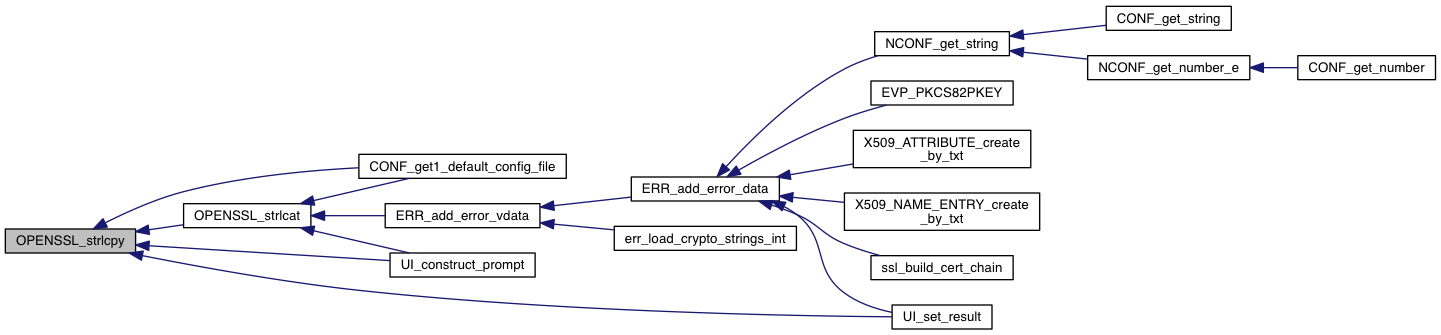 CONF_get_string
NCONF_get_string
NCONF_get_number_e
CONF_get_number
EVP_PKCS82PKEY
X509_ATTRIBUTE_create
_by_txt
CONF_get1_default_config_file
ERR_add_error_data
OPENSSL_strlcat
ERR_add_error_vdata
X509_NAME_ENTRY_create
_by_txt
OPENSSL_strlcpy
err_load_crypto_strings_int
UI_construct_prompt
ssl_build_cert_chain
UI_set_result